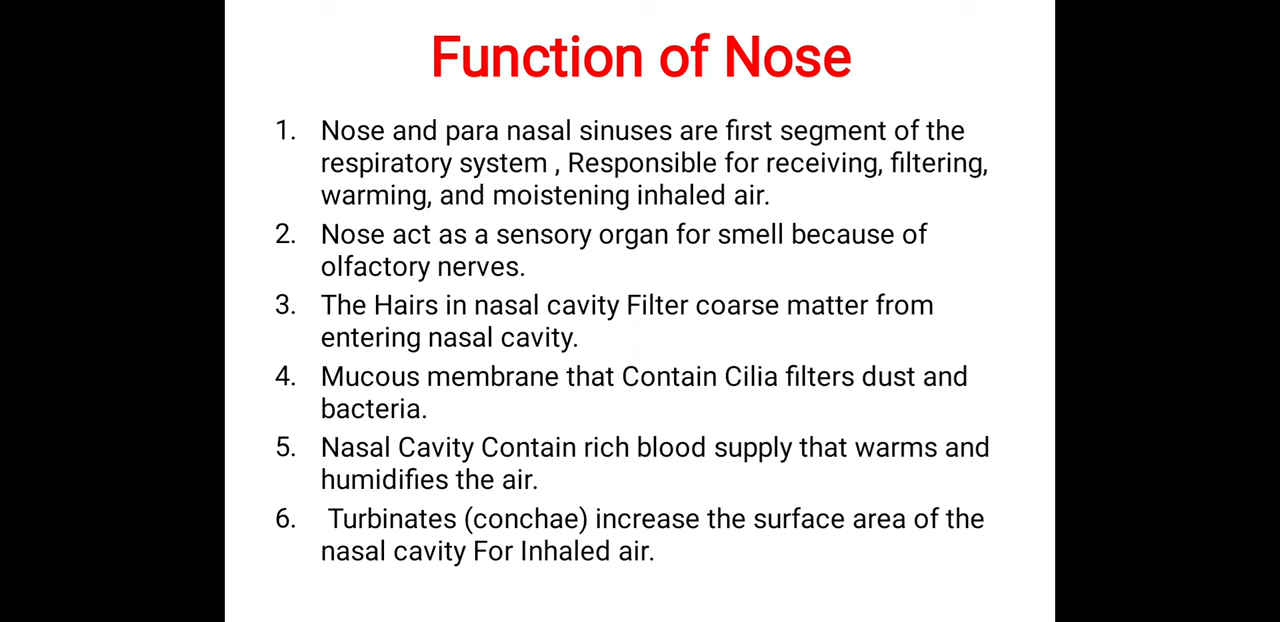 Function of Nose
1. Nose and para nasal sinuses are first segment of the
respiratory system , Responsible for receiving, filtering,
warming, and moistening inhaled air.
2. Nose act as a sensory organ for smell because of
olfactory nerves.
3. The Hairs in nasal cavity Filter coarse matter from
entering nasal cavity.
4. Mucous membrane that Contain Cilia filters dust and
bacteria.
5. Nasal Cavity Contain rich blood supply that warms and
humidifies the air.
6. Turbinates (conchae) increase the surface area of the
nasal cavity For Inhaled air.